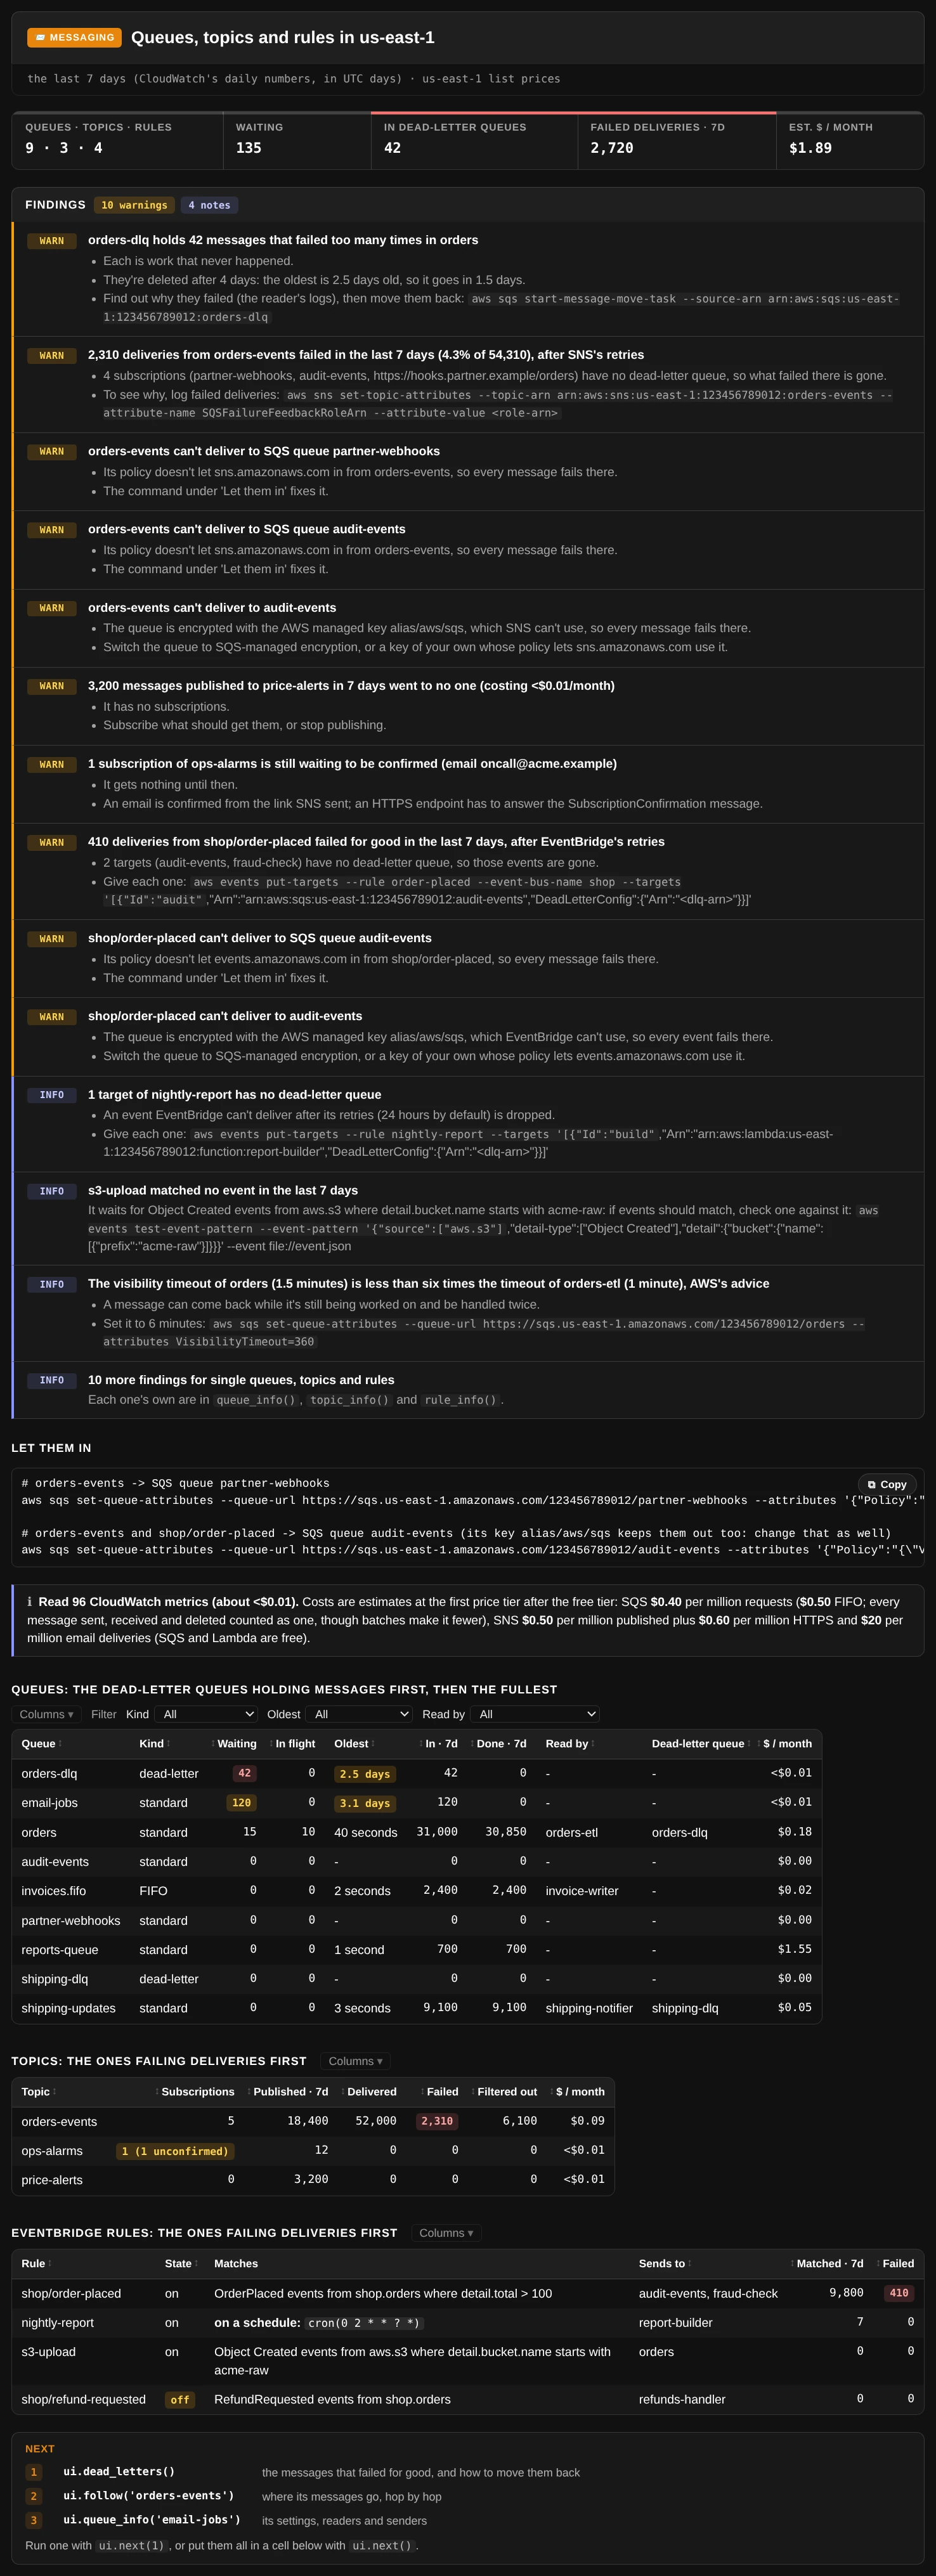 MESSAGING Queues, topics and rules in us-east-1
the last 7 days (CloudWatch's daily numbers, in UTC days) · us-east-1 list prices
QUEUES · TOPICS · RULES
9 · 3 · 4
WAITING
135
IN DEAD-LETTER QUEUES
42
FAILED DELIVERIES · 7D
2,720
EST. $ / MONTH
$1.89
FINDINGS 10 warnings 4 notes
WARN orders-dlq holds 42 messages that failed too many times in orders
• Each is work that never happened.
• They're deleted after 4 days: the oldest is 2.5 days old, so it goes in 1.5 days.
• Find out why they failed (the reader's logs), then move them back: aws sqs start-message-move-task --source-arn arn:aws:sqs:us-east-
1:123456789012:orders-dlq
WARN 2,310 deliveries from orders-events failed in the last 7 days (4.3% of 54,310), after SNS's retries
• 4 subscriptions (partner-webhooks, audit-events, https://hooks.partner.example/orders) have no dead-letter queue, so what failed there is gone.
• To see why, log failed deliveries: aws sns set-topic-attributes --topic-arn arn:aws:sns:us-east-1:123456789012:orders-events --
attribute-name SQSFailureFeedbackRoleArn --attribute-value <role-arn>
WARN orders-events can't deliver to SQS queue partner-webhooks
• Its policy doesn't let sns.amazonaws.com in from orders-events, so every message fails there.
• The command under 'Let them in' fixes it.
WARN orders-events can't deliver to SQS queue audit-events
• Its policy doesn't let sns.amazonaws.com in from orders-events, so every message fails there.
• The command under 'Let them in' fixes it.
WARN orders-events can't deliver to audit-events
• The queue is encrypted with the AWS managed key alias/aws/sqs, which SNS can't use, so every message fails there.
• Switch the queue to SQS-managed encryption, or a key of your own whose policy lets sns.amazonaws.com use it.
WARN 3,200 messages published to price-alerts in 7 days went to no one (costing <$0.01/month)
• It has no subscriptions.
• Subscribe what should get them, or stop publishing.
WARN 1 subscription of ops-alarms is still waiting to be confirmed (email oncall@acme.example)
• It gets nothing until then.
• An email is confirmed from the link SNS sent; an HTTPS endpoint has to answer the SubscriptionConfirmation message.
WARN 410 deliveries from shop/order-placed failed for good in the last 7 days, after EventBridge's retries
• 2 targets (audit-events, fraud-check) have no dead-letter queue, so those events are gone.
• Give each one: aws events put-targets --rule order-placed --event-bus-name shop --targets
'[{"Id":"audit","Arn":"arn:aws:sqs:us-east-1:123456789012:audit-events","DeadLetterConfig":{"Arn":"<dlq-arn>"}}]'
WARN shop/order-placed can't deliver to SQS queue audit-events
• Its policy doesn't let events.amazonaws.com in from shop/order-placed, so every message fails there.
• The command under 'Let them in' fixes it.
WARN shop/order-placed can't deliver to audit-events
• The queue is encrypted with the AWS managed key alias/aws/sqs, which EventBridge can't use, so every event fails there.
• Switch the queue to SQS-managed encryption, or a key of your own whose policy lets events.amazonaws.com use it.
INFO 1 target of nightly-report has no dead-letter queue
• An event EventBridge can't deliver after its retries (24 hours by default) is dropped.
• Give each one: aws events put-targets --rule nightly-report --targets '[{"Id":"build","Arn":"arn:aws:lambda:us-east-
1:123456789012:function:report-builder","DeadLetterConfig":{"Arn":"<dlq-arn>"}}]'
INFO s3-upload matched no event in the last 7 days
It waits for Object Created events from aws.s3 where detail.bucket.name starts with acme-raw: if events should match, check one against it: aws
events test-event-pattern --event-pattern '{"source":["aws.s3"],"detail-type":["Object Created"],"detail":{"bucket":{"name":
[{"prefix":"acme-raw"}]}}}' --event file://event.json
INFO The visibility timeout of orders (1.5 minutes) is less than six times the timeout of orders-etl (1 minute), AWS's advice
• A message can come back while it's still being worked on and be handled twice.
• Set it to 6 minutes: aws sqs set-queue-attributes --queue-url https://sqs.us-east-1.amazonaws.com/123456789012/orders --
attributes VisibilityTimeout=360
INFO 10 more findings for single queues, topics and rules
Each one's own are in queue_info(), topic_info() and rule_info().
LET THEM IN
# orders-events -> SQS queue partner-webhooks
Copy
aws sqs set-queue-attributes --queue-url https://sqs.us-east-1.amazonaws.com/123456789012/partner-webhooks --attributes '{"Policy":"
# orders-events and shop/order-placed -> SQS queue audit-events (its key alias/aws/sqs keeps them out too: change that as well)
aws sqs set-queue-attributes --queue-url https://sqs.us-east-1.amazonaws.com/123456789012/audit-events --attributes '{"Policy":"{\"V
ℹ Read 96 CloudWatch metrics (about <$0.01). Costs are estimates at the first price tier after the free tier: SQS $0.40 per million requests ($0.50 FIFO; every
message sent, received and deleted counted as one, though batches make it fewer), SNS $0.50 per million published plus $0.60 per million HTTP and $20 per
million email deliveries (SQS and Lambda are free).
QUEUES: THE DEAD-LETTER QUEUES HOLDING MESSAGES FIRST, THEN THE FULLEST
Columns ▾ Filter Kind All Oldest All Read by All
Queue Kind Waiting In flight Oldest In · 7d Done · 7d Read by Dead-letter queue $ / month
orders-dlq dead-letter 42 0 2.5 days 42 0 - - <$0.01
email-jobs standard 120 0 3.1 days 120 0 - - <$0.01
orders standard 15 10 40 seconds 31,000 30,850 orders-etl orders-dlq $0.18
audit-events standard 0 0 - 0 0 - - $0.00
invoices.fifo FIFO 0 0 2 seconds 2,400 2,400 invoice-writer - $0.02
partner-webhooks standard 0 0 - 0 0 - - $0.00
reports-queue standard 0 0 1 second 700 700 - - $1.55
shipping-dlq dead-letter 0 0 - 0 0 - - $0.00
shipping-updates standard 0 0 3 seconds 9,100 9,100 shipping-notifier shipping-dlq $0.05
TOPICS: THE ONES FAILING DELIVERIES FIRST Columns ▾
Topic Subscriptions Published · 7d Delivered Failed Filtered out $ / month
orders-events 5 18,400 52,000 2,310 6,100 $0.09
ops-alarms 1 (1 unconfirmed) 12 0 0 0 <$0.01
price-alerts 0 3,200 0 0 0 <$0.01
EVENTBRIDGE RULES: THE ONES FAILING DELIVERIES FIRST Columns ▾
Rule State Matches Sends to Matched · 7d Failed
shop/order-placed on OrderPlaced events from shop.orders where detail.total > 100 audit-events, fraud-check 9,800 410
nightly-report on on a schedule: cron(0 2 * * ? *) report-builder 7 0
s3-upload on Object Created events from aws.s3 where detail.bucket.name starts with orders 0 0
acme-raw
shop/refund-requested off RefundRequested events from shop.orders refunds-handler 0 0
NEXT
1 ui.dead_letters() the messages that failed for good, and how to move them back
2 ui.follow('orders-events') where its messages go, hop by hop
3 ui.queue_info('email-jobs') its settings, readers and senders
Run one with ui.next(1), or put them all in a cell below with ui.next().